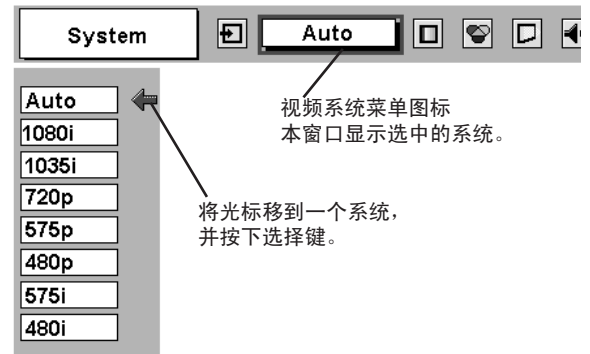 System
Auto
视频系统菜单图标
本窗口显示选中的系统。
Auto
1080i
1035i
720p
575p
480p
575i
480i
将光标移到一个系统，
并按下选择键。